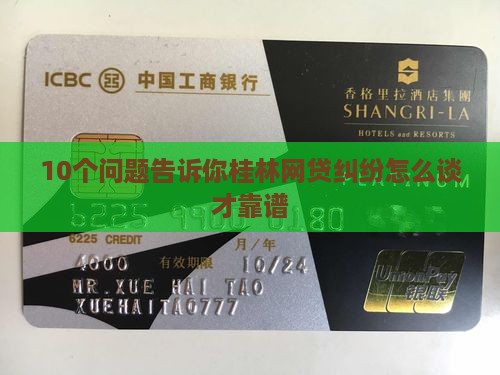 ICBC 中国工商银行
香格里拉酒店集團
SHANGRI-LA
HOTELS and RESORTS
10个问题告诉你桂林网贷纠纷怎么谈
PLATINUM
才靠谱
6225 CREDIT
月/年
4000 有效期限 10/24
MR.XUE HAI TAO
XUEHAITAO777
UnionPay
银联